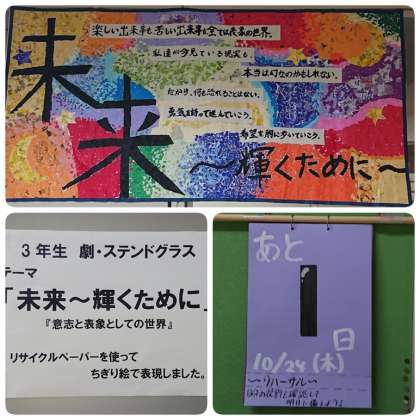 楽しい出来事も苦しい出来事も全ては表象の世界。
私達が今見ている現実も、
本当は幻なのかもしれない。
だから、何も恐れることはない。
勇気を持って進んでいこう。
希望を胸に歩いていこう。
未来
〜輝くために〜
3年生 劇・ステンドグラス
テーマ
「未来〜輝くために」
『意志と表象としての世界』
リサイクルペーパーを使って
ちぎり絵で表現しました。
あと
1
日
10/24(木)
〜リハーサル〜